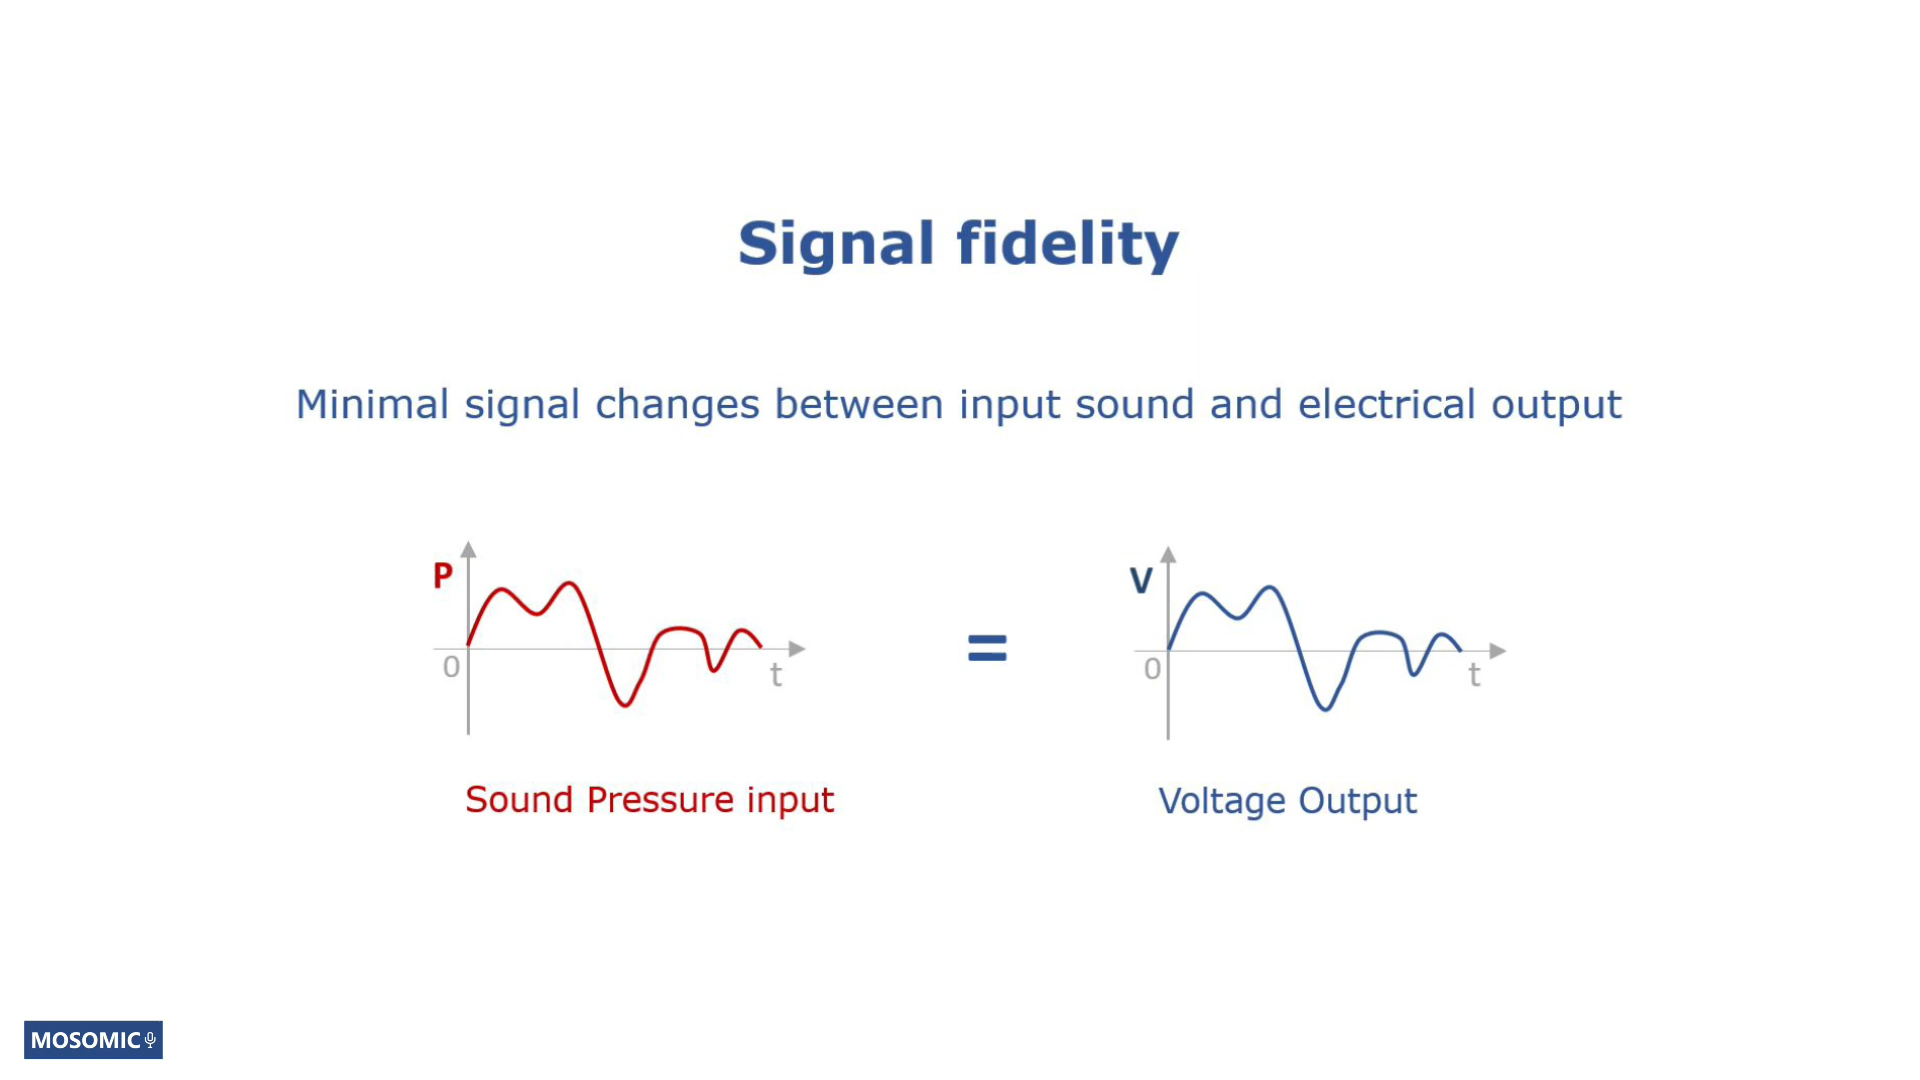 Signal fidelity
Minimal signal changes between input sound and electrical output
P
0
t
=
V
0
t
Sound Pressure input
Voltage Output
MOSOMIC